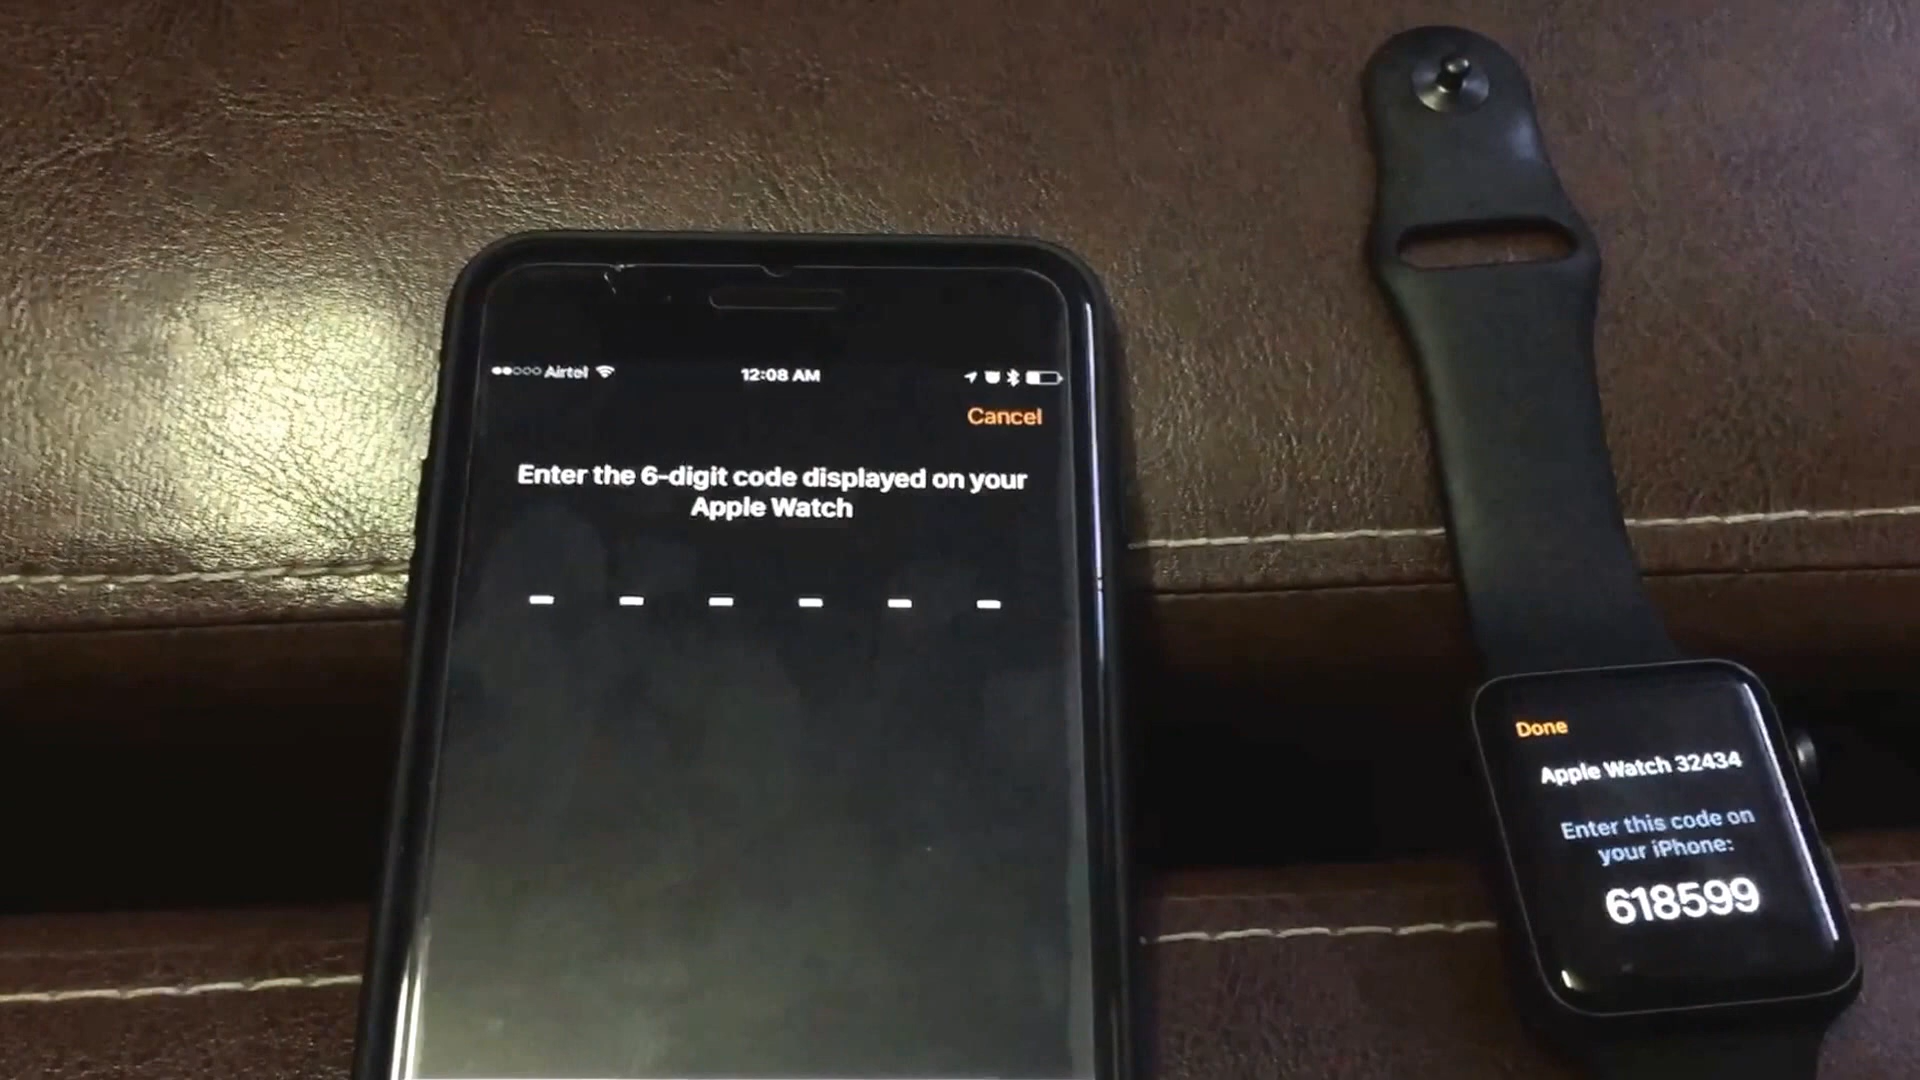 Airtel 12:08 AM
Cancel
Enter the 6-digit code displayed on your
Apple Watch
Done
Apple Watch 32434
Enter this code on
your iPhone:
618599